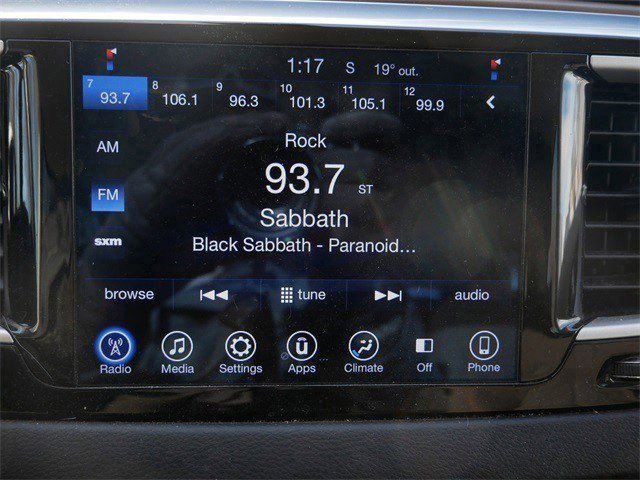 1:17 S 19° out.
7 93.7 8 106.1 9 96.3 10 101.3 11 105.1 12 99.9
AM
Rock
93.7 ST
FM
Sabbath
sxm
Black Sabbath - Paranoid…
browse tune audio
Radio Media Settings Apps Climate Off Phone